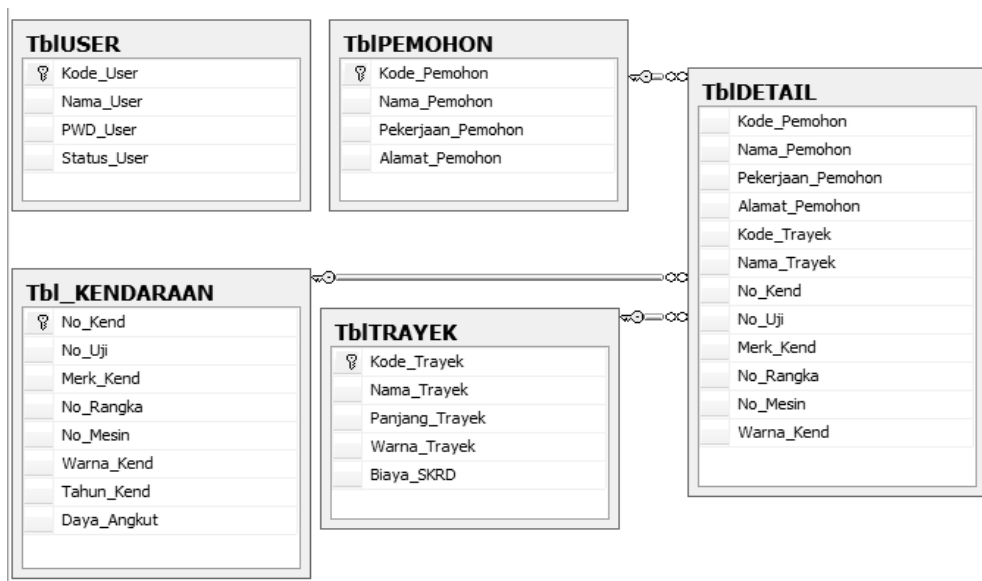 TblUSER
Kode_User
Nama_User
PWD_User
Status_User
TblPEMOHON
Kode_Pemohon
Nama_Pemohon
Pekerjaan_Pemohon
Alamat_Pemohon
TblDETAIL
Kode_Pemohon
Nama_Pemohon
Pekerjaan_Pemohon
Alamat_Pemohon
Kode_Trayek
Nama_Trayek
No_Kend
No_Uji
Merk_Kend
No_Rangka
No_Mesin
Warna_Kend
Tbl_KENDARAAN
No_Kend
No_Uji
Merk_Kend
No_Rangka
No_Mesin
Warna_Kend
Tahun_Kend
Daya_Angkut
TblTRAYEK
Kode_Trayek
Nama_Trayek
Panjang_Trayek
Warna_Trayek
Biaya_SKRD